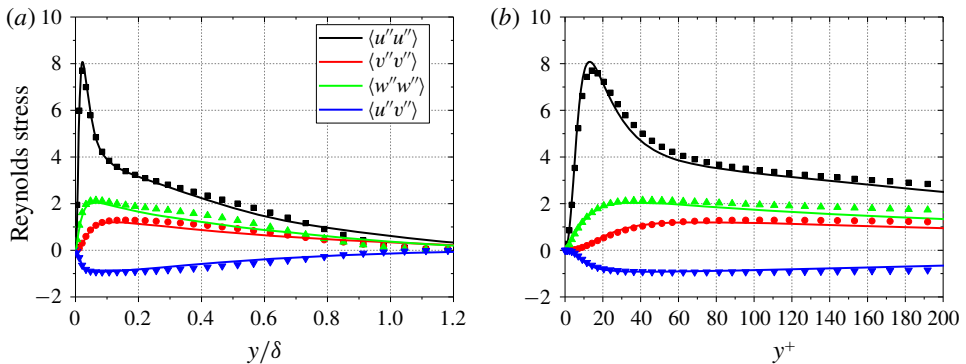 (a)
10
8
6
4
2
0
−2
Reynolds stress
⟨u″u″⟩
⟨v″v″⟩
⟨w″w″⟩
⟨u″v″⟩
0 0.2 0.4 0.6 0.8 1.0 1.2
y/δ
(b)
10
8
6
4
2
0
−2
0 20 40 60 80 100 120 140 160 180 200
y⁺